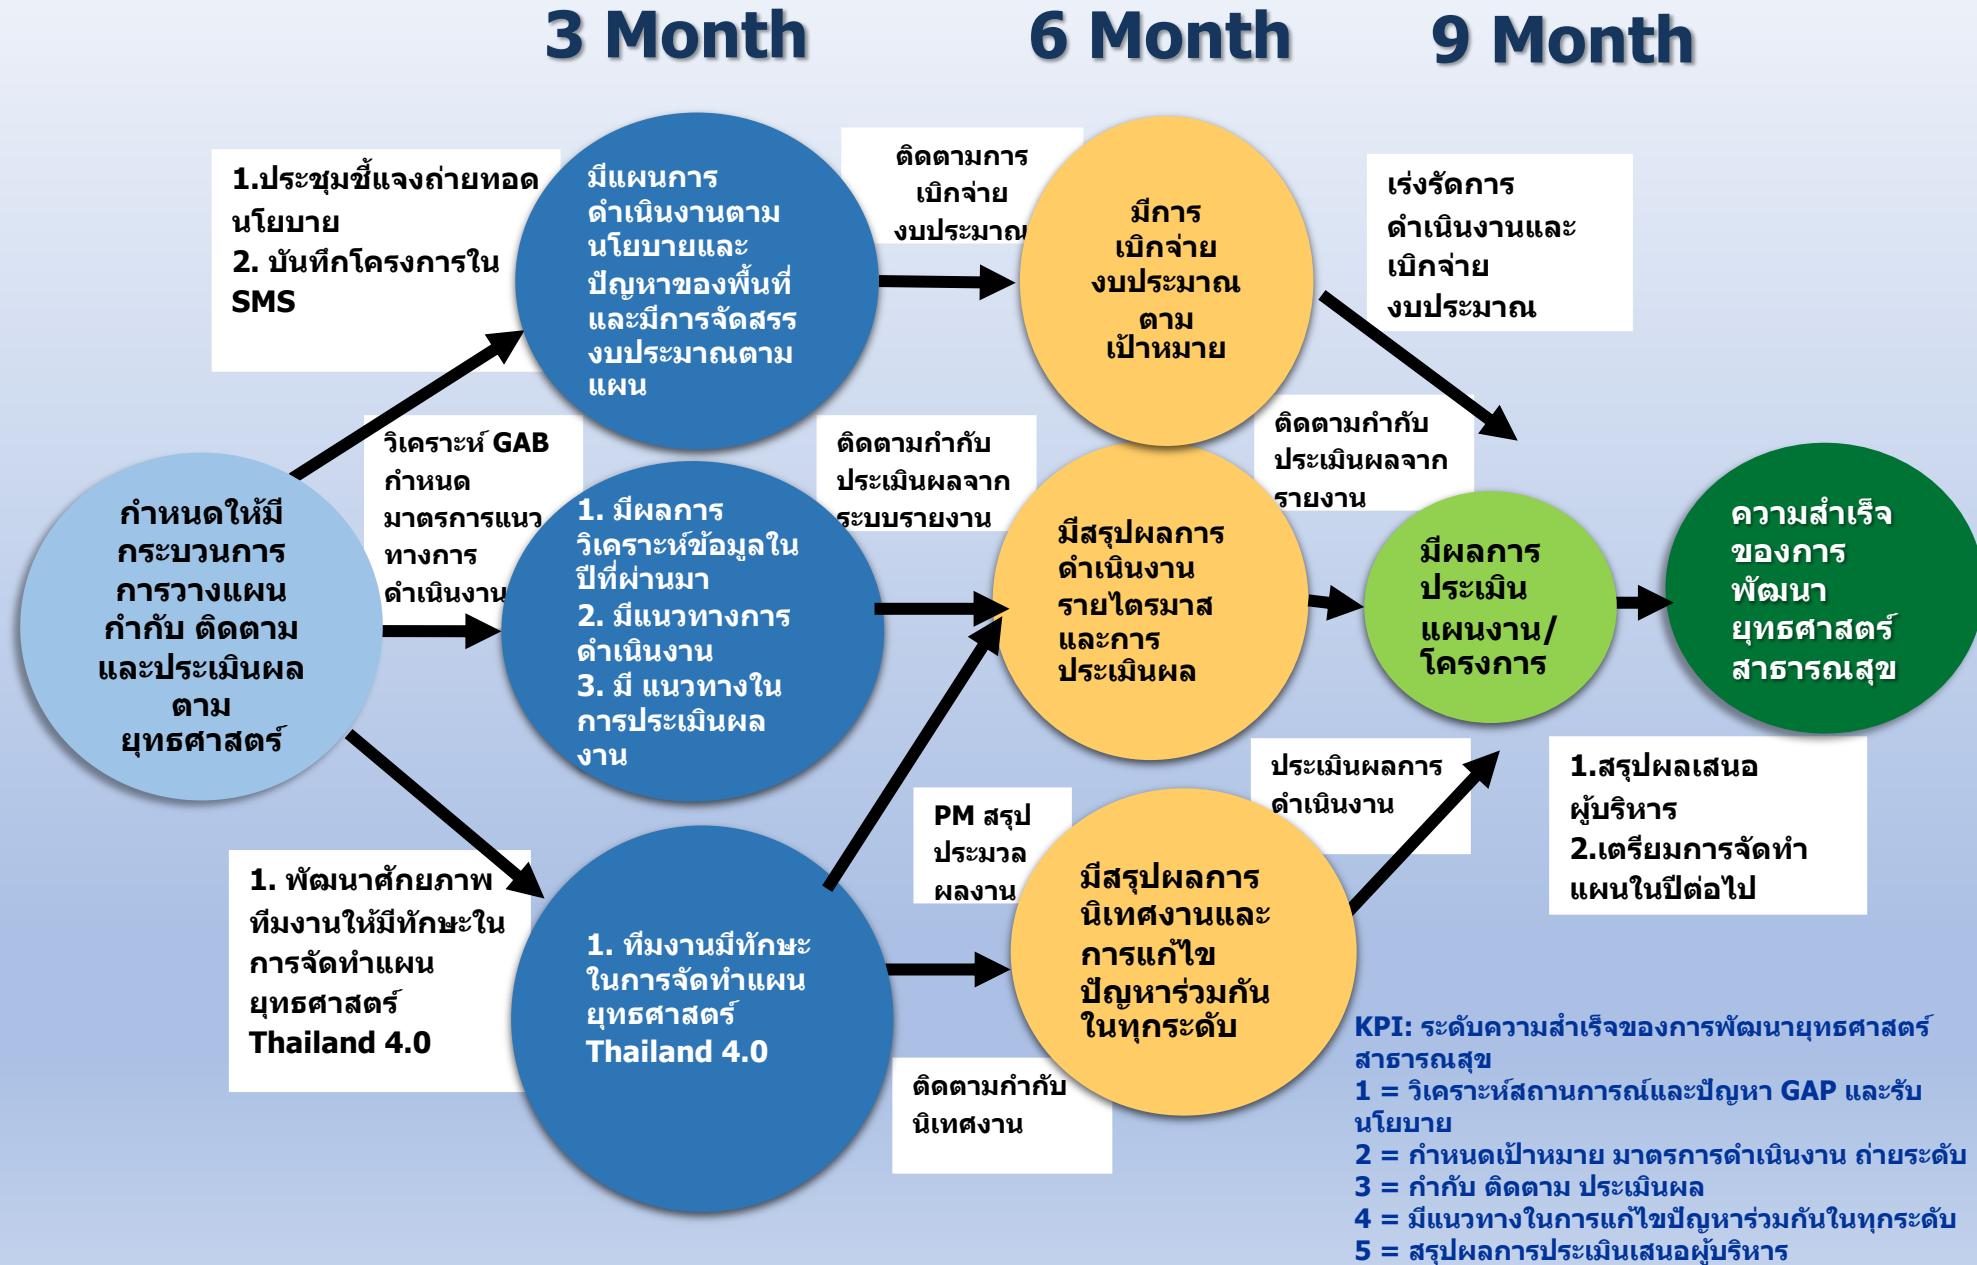 3 Month
6 Month
9 Month
1.ประชุมชี้แจงถ่ายทอด
นโยบาย
2. บันทึกโครงการใน
SMS
มีแผนการ
ดำเนินงานตาม
นโยบายและ
ปัญหาของพื้นที่
และมีการจัดสรร
งบประมาณตาม
แผน
ติดตามการ
เบิกจ่าย
งบประมาณ
มีการ
เบิกจ่าย
งบประมาณ
ตาม
เป้าหมาย
เร่งรัดการ
ดำเนินงานและ
เบิกจ่าย
งบประมาณ
กำหนดให้มี
กระบวนการ
การวางแผน
กำกับ ติดตาม
และประเมินผล
ตาม
ยุทธศาสตร์
วิเคราะห์ GAB
กำหนด
มาตรการแนว
ทางการ
ดำเนินงาน
1. มีผลการ
วิเคราะห์ข้อมูลใน
ปีที่ผ่านมา
2. มีแนวทางการ
ดำเนินงาน
3. มี แนวทางใน
การประเมินผล
งาน
ติดตามกำกับ
ประเมินผลจาก
ระบบรายงาน
มีสรุปผลการ
ดำเนินงาน
รายไตรมาส
และการ
ประเมินผล
ติดตามกำกับ
ประเมินผลจาก
รายงาน
มีผลการ
ประเมิน
แผนงาน/
โครงการ
ความสำเร็จ
ของการ
พัฒนา
ยุทธศาสตร์
สาธารณสุข
1. พัฒนาศักยภาพ
ทีมงานให้มีทักษะใน
การจัดทำแผน
ยุทธศาสตร์
Thailand 4.0
1. ทีมงานมีทักษะ
ในการจัดทำแผน
ยุทธศาสตร์
Thailand 4.0
PM สรุป
ประมวล
ผลงาน
ติดตามกำกับ
นิเทศงาน
มีสรุปผลการ
นิเทศงานและ
การแก้ไข
ปัญหาร่วมกัน
ในทุกระดับ
ประเมินผลการ
ดำเนินงาน
1.สรุปผลเสนอ
ผู้บริหาร
2.เตรียมการจัดทำ
แผนในปีต่อไป
KPI: ระดับความสำเร็จของการพัฒนายุทธศาสตร์
สาธารณสุข
1 = วิเคราะห์สถานการณ์และปัญหา GAP และรับ
นโยบาย
2 = กำหนดเป้าหมาย มาตรการดำเนินงาน ถ่ายระดับ
3 = กำกับ ติดตาม ประเมินผล
4 = มีแนวทางในการแก้ไขปัญหาร่วมกันในทุกระดับ
5 = สรุปผลการประเมินเสนอผู้บริหาร